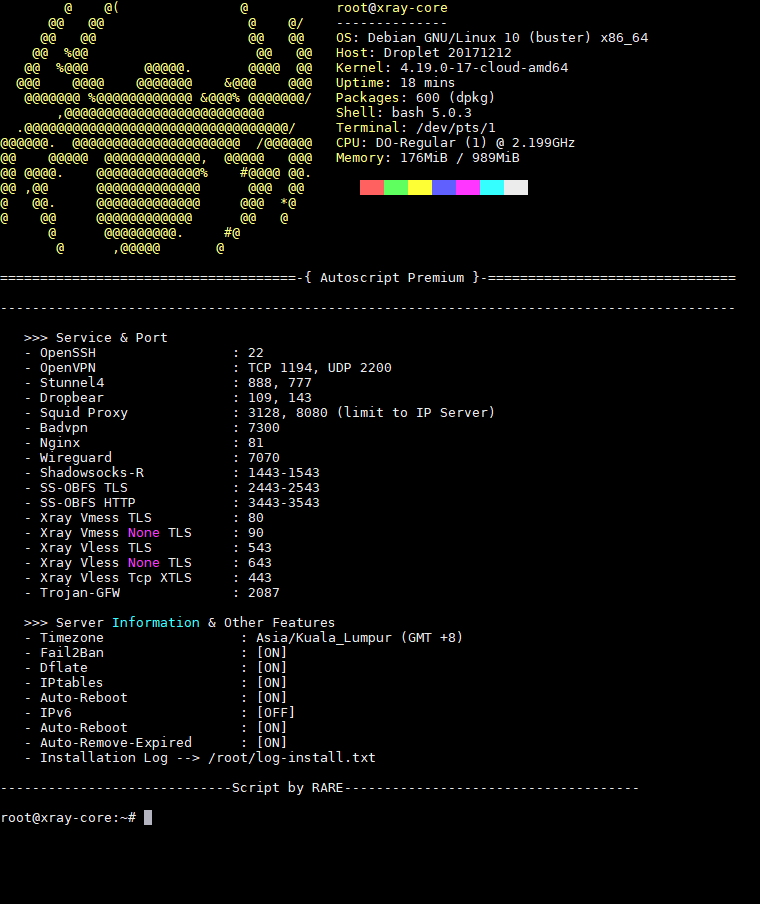 root@xray-core
--------------
OS: Debian GNU/Linux 10 (buster) x86_64
Host: Droplet 20171212
Kernel: 4.19.0-17-cloud-amd64
Uptime: 18 mins
Packages: 600 (dpkg)
Shell: bash 5.0.3
Terminal: /dev/pts/1
CPU: DO-Regular (1) @ 2.199GHz
Memory: 176MiB / 989MiB
=====================================-{ Autoscript Premium }-===============================
--------------------------------------------------------------------------------------------
>>> Service & Port
- OpenSSH : 22
- OpenVPN : TCP 1194, UDP 2200
- Stunnel4 : 888, 777
- Dropbear : 109, 143
- Squid Proxy : 3128, 8080 (limit to IP Server)
- Badvpn : 7300
- Nginx : 81
- Wireguard : 7070
- Shadowsocks-R : 1443-1543
- SS-OBFS TLS : 2443-2543
- SS-OBFS HTTP : 3443-3543
- Xray Vmess TLS : 80
- Xray Vmess None TLS : 90
- Xray Vless TLS : 543
- Xray Vless None TLS : 643
- Xray Vless Tcp XTLS : 443
- Trojan-GFW : 2087
>>> Server Information & Other Features
- Timezone : Asia/Kuala_Lumpur (GMT +8)
- Fail2Ban : [ON]
- Dflate : [ON]
- IPtables : [ON]
- Auto-Reboot : [ON]
- IPv6 : [OFF]
- Auto-Reboot : [ON]
- Auto-Remove-Expired : [ON]
- Installation Log --> /root/log-install.txt
-----------------------------Script by RARE-------------------------------------
root@xray-core:~#